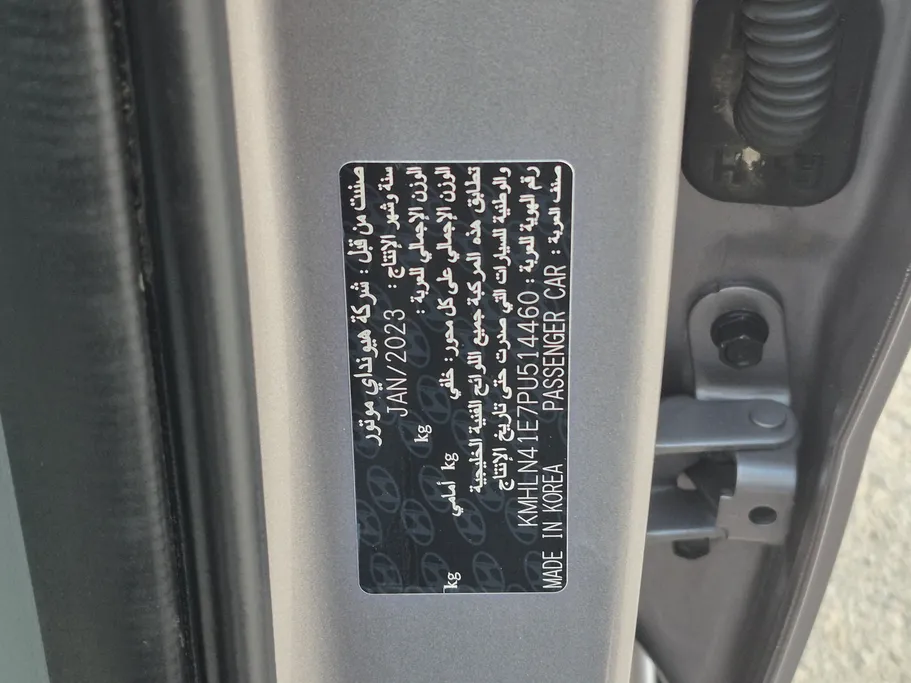 صنعت من قبل : شركة هيونداي موتور
سنة وشهر الإنتاج : JAN/2023
الوزن الإجمالي للعربة : kg
الوزن الإجمالي على كل محور : خلفي kg أمامي kg
تطابق هذه المركبة جميع اللوائح الفنية الخليجية
والوطنية للسيارات التي صدرت حتى تاريخ الإنتاج
رقم الهوية للعربة : KMHLN41E7PU514460
صنف العربة : PASSENGER CAR MADE IN KOREA